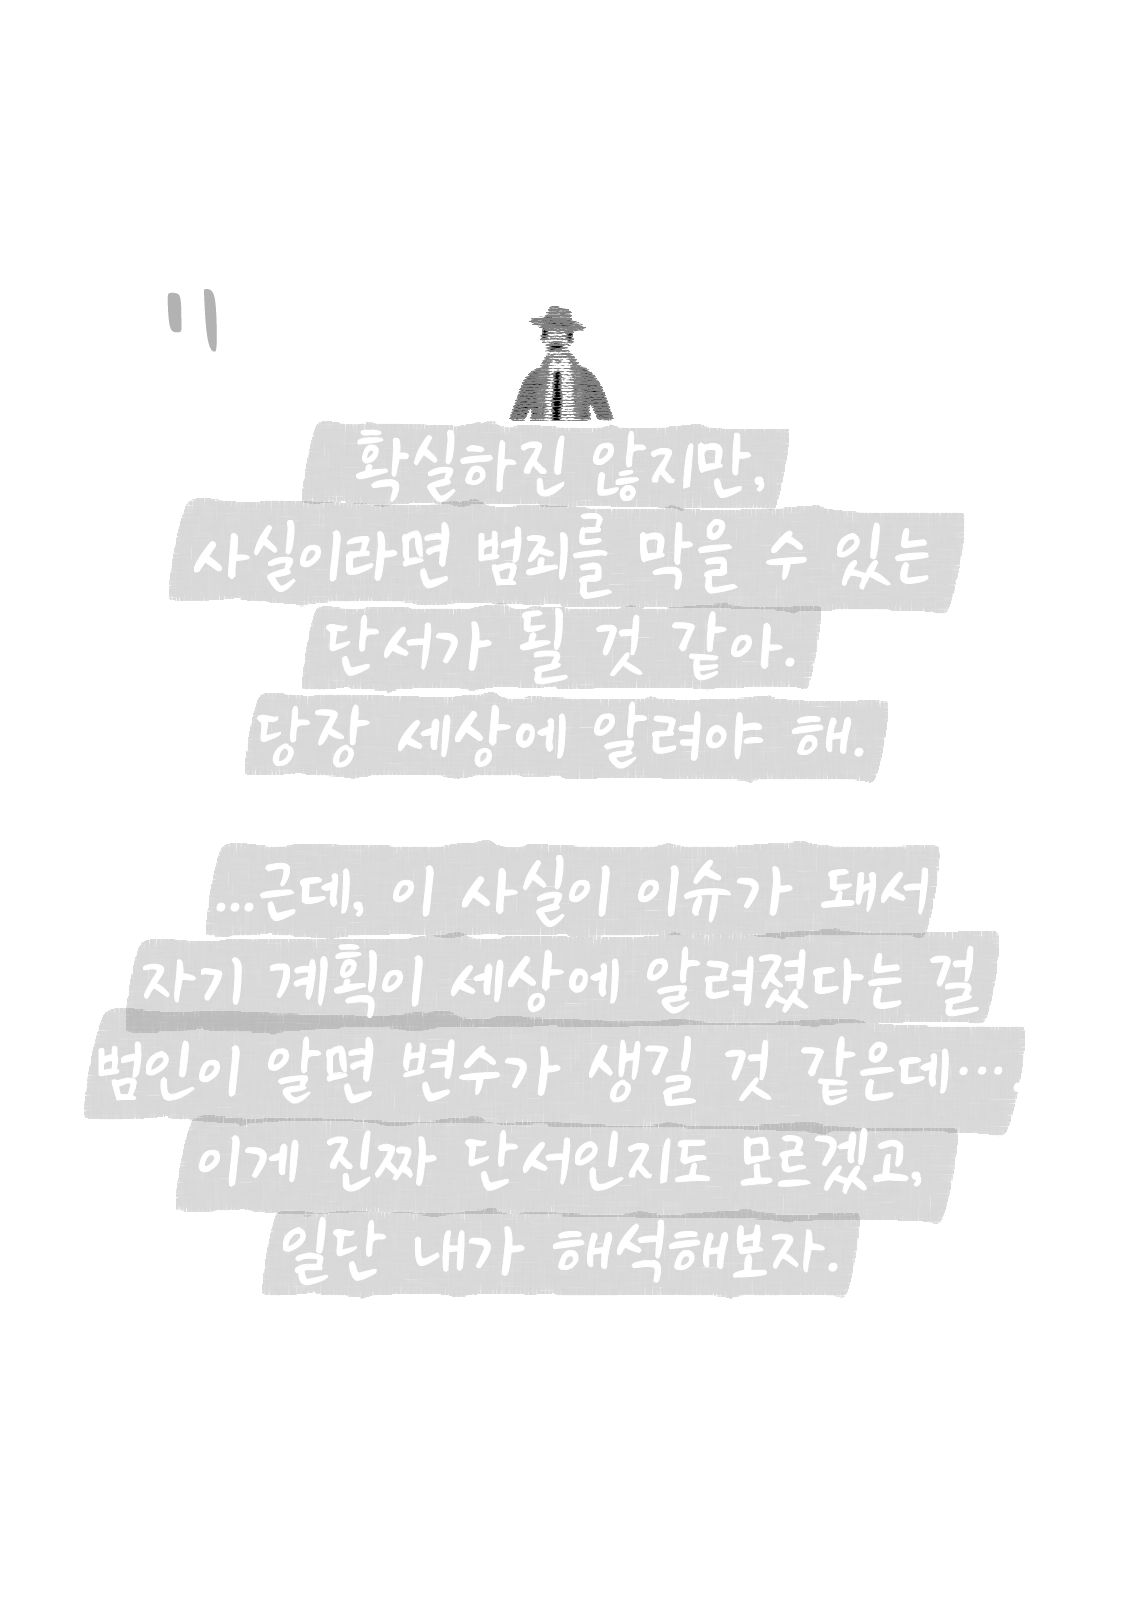 "
확실하진 않지만,
사실이라면 범죄를 막을 수 있는
단서가 될 것 같아.
당장 세상에 알려야 해.
...근데, 이 사실이 이슈가 돼서
자기 계획이 세상에 알려졌다는 걸
범인이 알면 변수가 생길 것 같은데….
이게 진짜 단서인지도 모르겠고,
일단 내가 해석해보자.